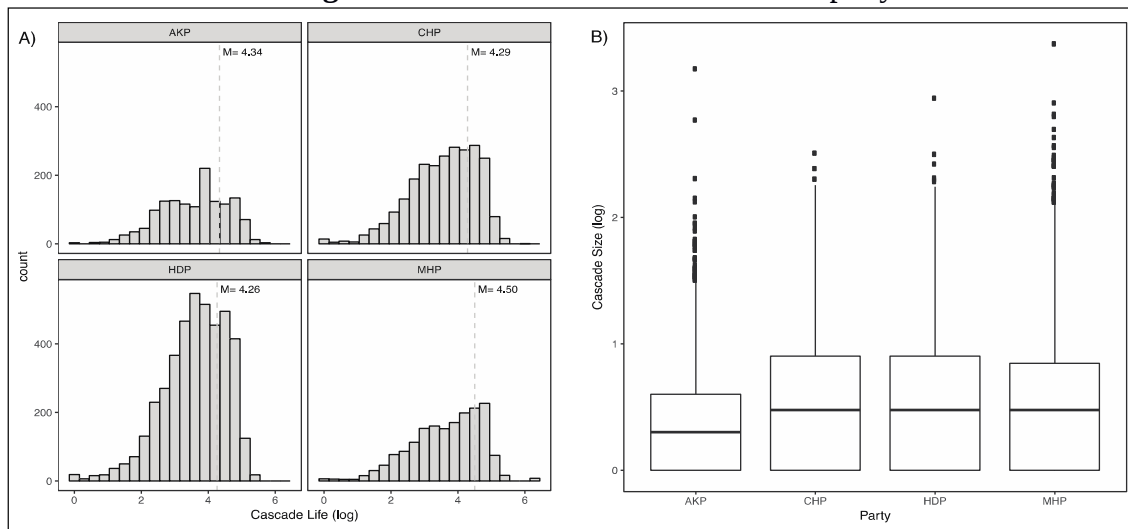 A)
AKP
CHP
M= 4.34
M= 4.29
400
200
0
HDP
MHP
M= 4.26
M= 4.50
400
200
0
count
0 2 4 6
0 2 4 6
Cascade Life (log)
B)
3
2
1
0
Cascade Size (log)
AKP CHP HDP MHP
Party